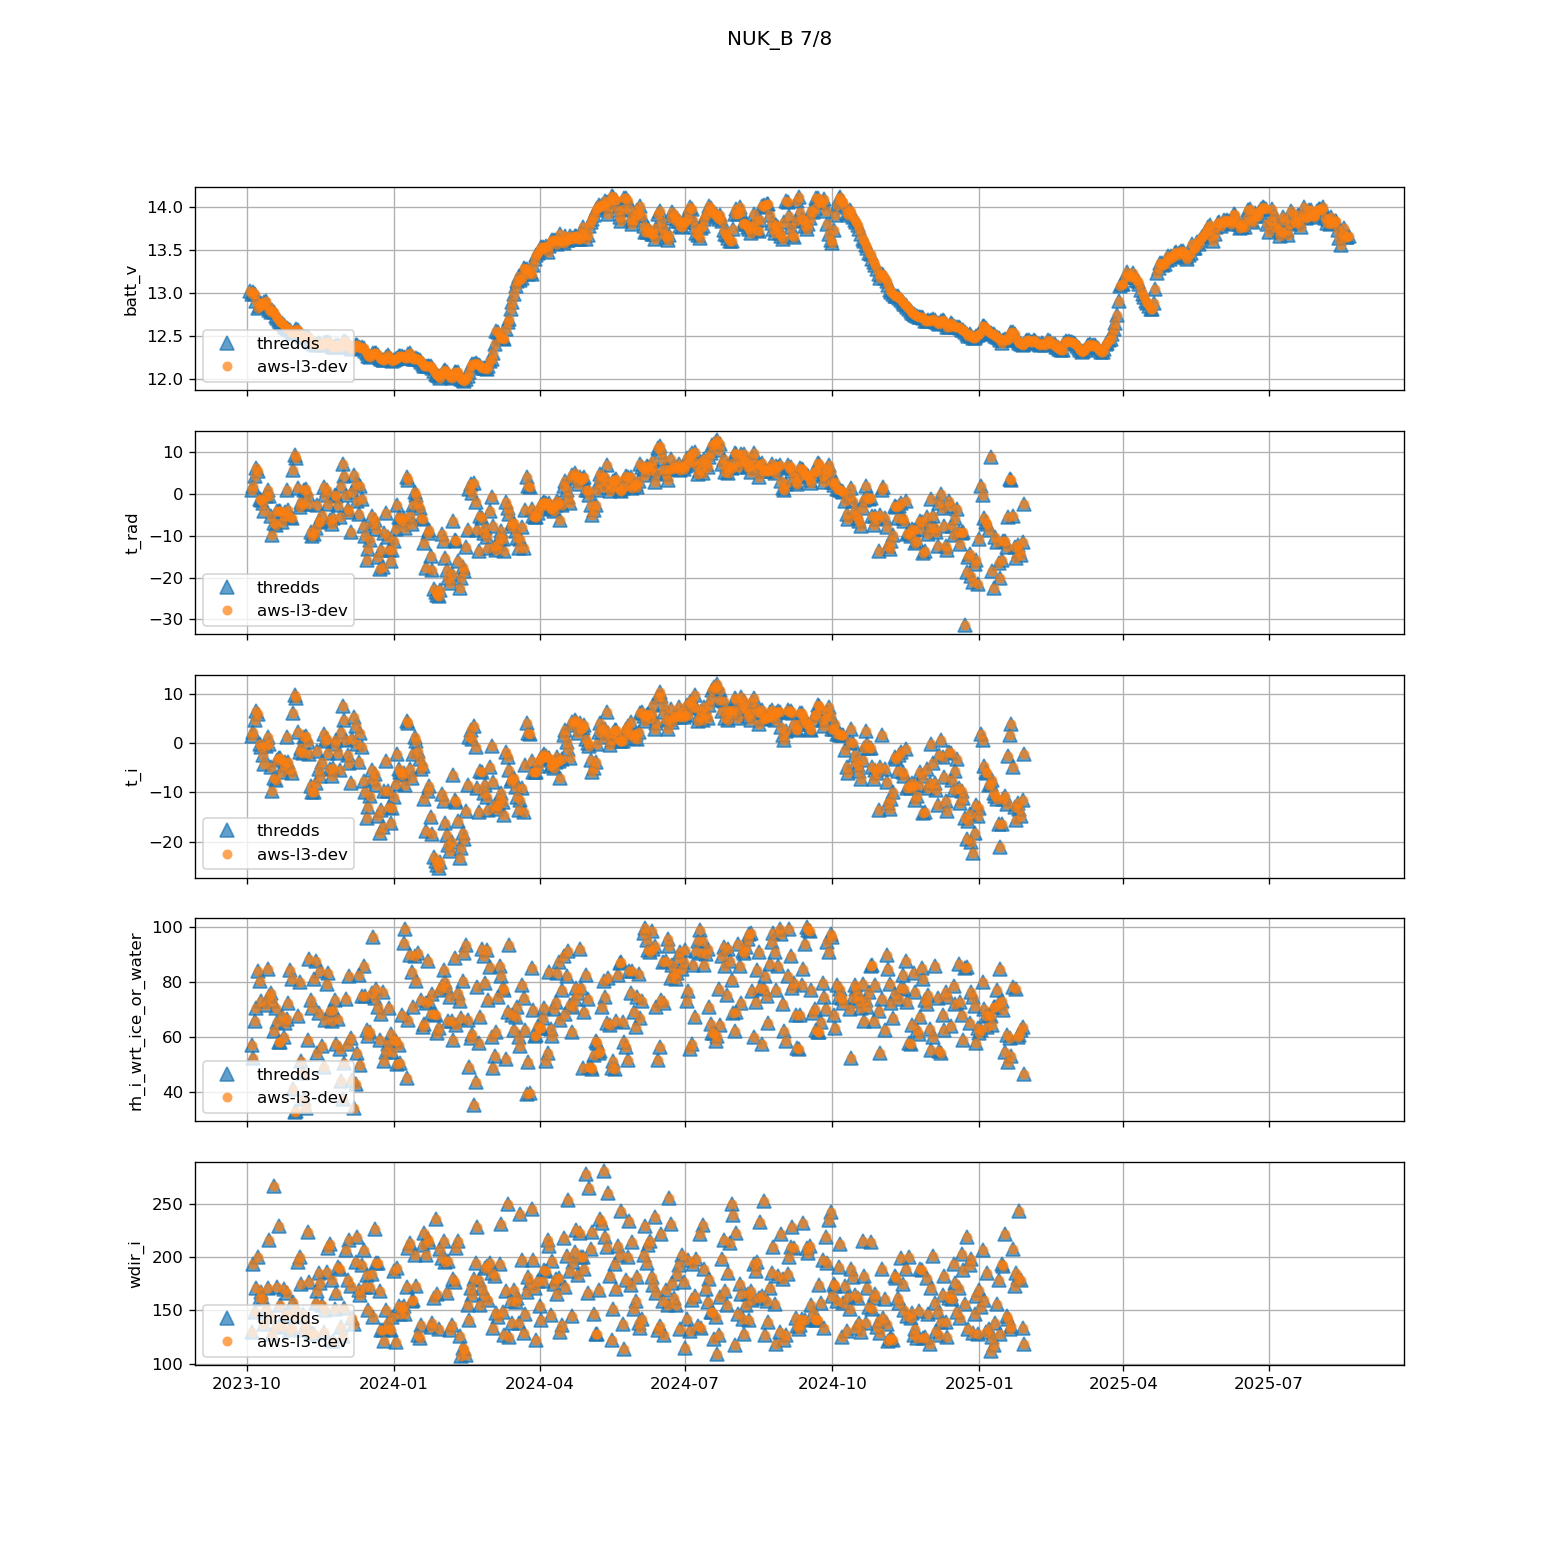 NUK_B 7/8
14.0
13.5
13.0
12.5
12.0
batt_v
thredds
aws-l3-dev
10
0
−10
−20
−30
t_rad
thredds
aws-l3-dev
10
0
−10
−20
t_i
thredds
aws-l3-dev
100
80
60
40
rh_i_wrt_ice_or_water
thredds
aws-l3-dev
250
200
150
100
wdir_i
thredds
aws-l3-dev
2023-10 2024-01 2024-04 2024-07 2024-10 2025-01 2025-04 2025-07